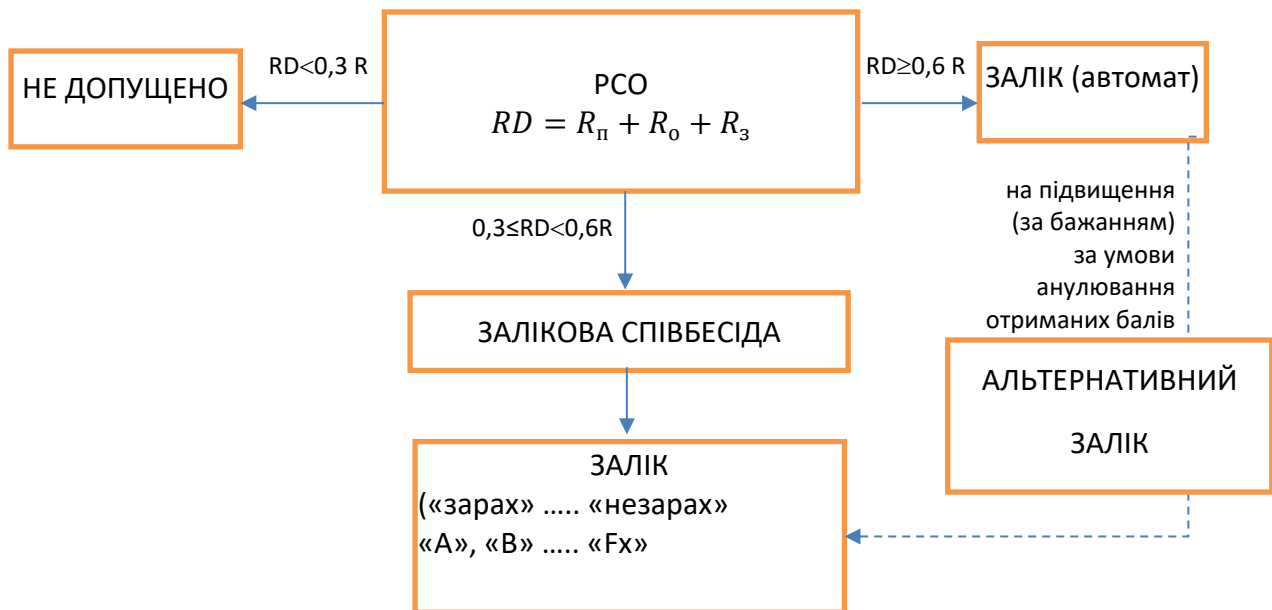 RD<0,3 R
НЕ ДОПУЩЕНО
РСО
RD = Rп + Rо + Rз
RD≥0,6 R
ЗАЛІК (автомат)
0,3≤RD<0,6R
на підвищення
(за бажанням)
за умови
анулювання
отриманих балів
ЗАЛІКОВА СПІВБЕСІДА
АЛЬТЕРНАТИВНИЙ
ЗАЛІК
ЗАЛІК
(«зарах» ..... «незарах»
«А», «В» ..... «Fx»